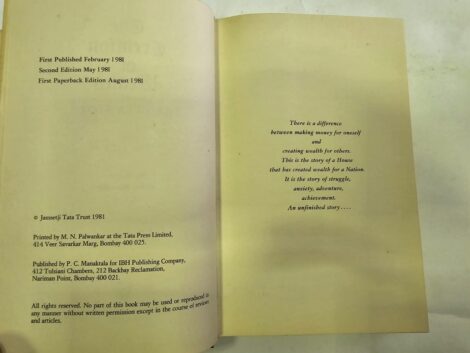 First Published February 1981
Second Edition May 1981
First Paperback Edition August 1981
© Jamsetji Tata Trust 1981
Printed by M. N. Palwankar at the Tata Press Limited,
414 Veer Savarkar Marg, Bombay 400 025.
Published by P. C. Manaktala for IBH Publishing Company,
412 Tulsiani Chambers, 212 Backbay Reclamation,
Nariman Point, Bombay 400 021.
All rights reserved. No part of this book may be used or reproduced in
any manner without written permission except in the course of reviews
and articles.
There is a difference
between making money for oneself
and
creating wealth for others.
This is the story of a House
that has created wealth for a Nation.
It is the story of struggle,
anxiety, adventure,
achievement.
An unfinished story....